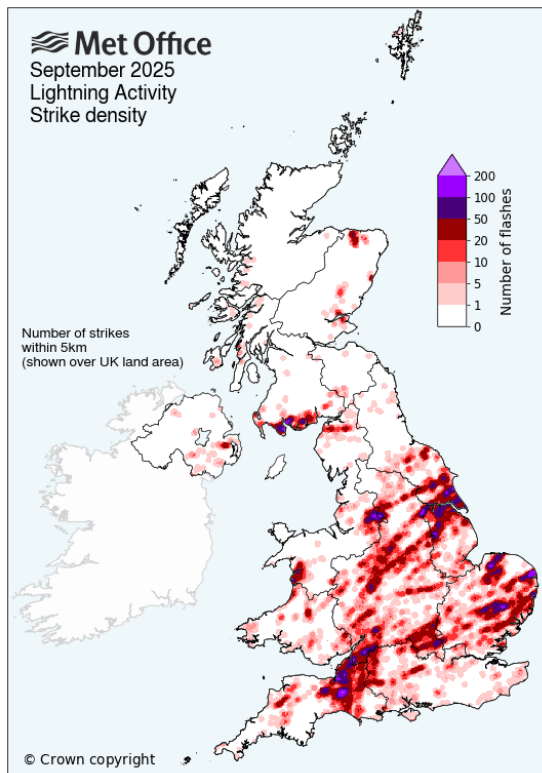 Met Office
September 2025
Lightning Activity
Strike density
200
100
50
20
10
5
1
0
Number of flashes
Number of strikes
within 5km
(shown over UK land area)
© Crown copyright